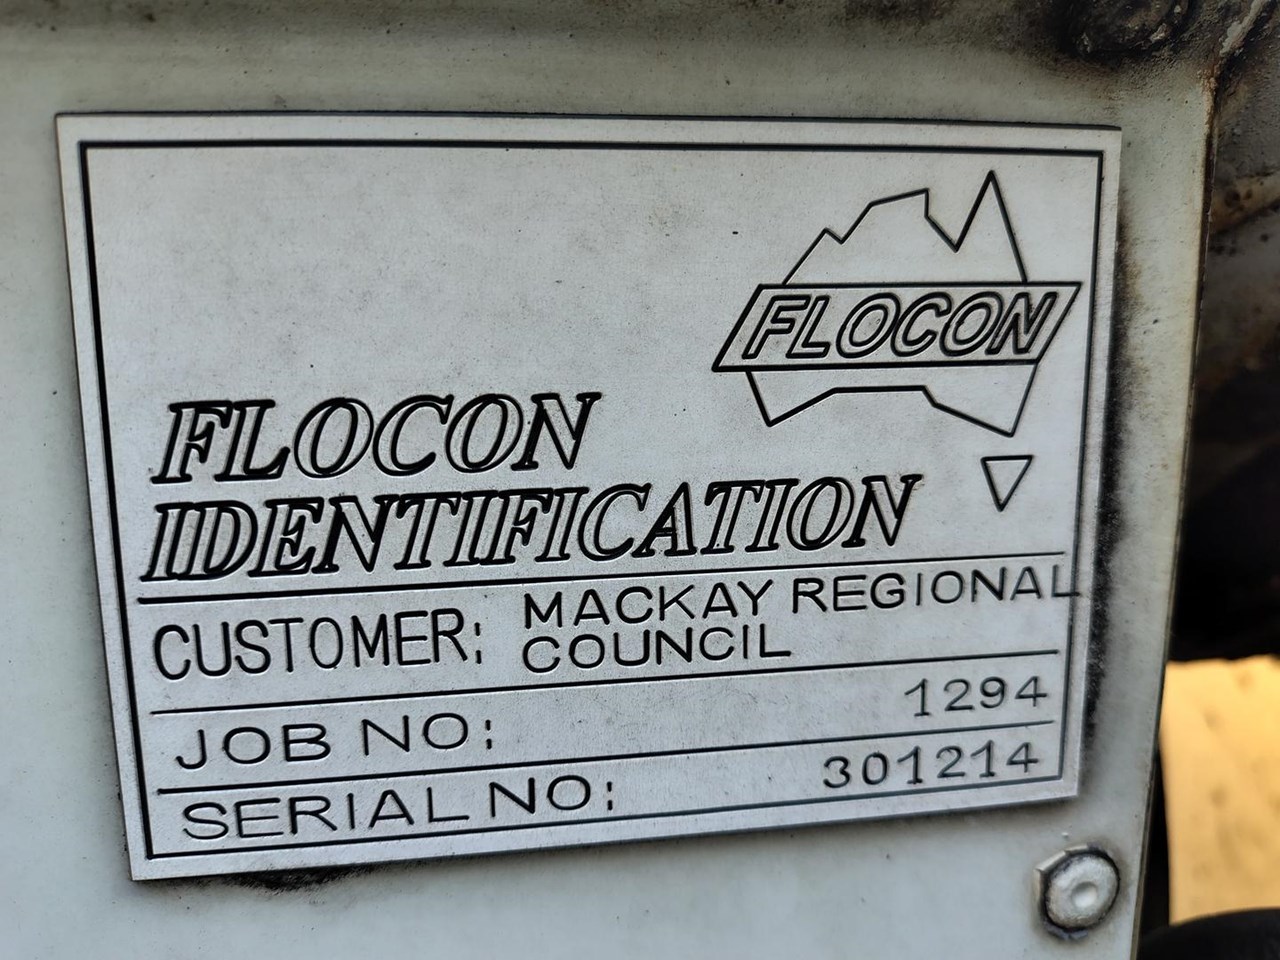 FLOCON
FLOCON
IDENTIFICATION
CUSTOMER: MACKAY REGIONAL
COUNCIL
JOB NO: 1294
SERIAL NO: 301214